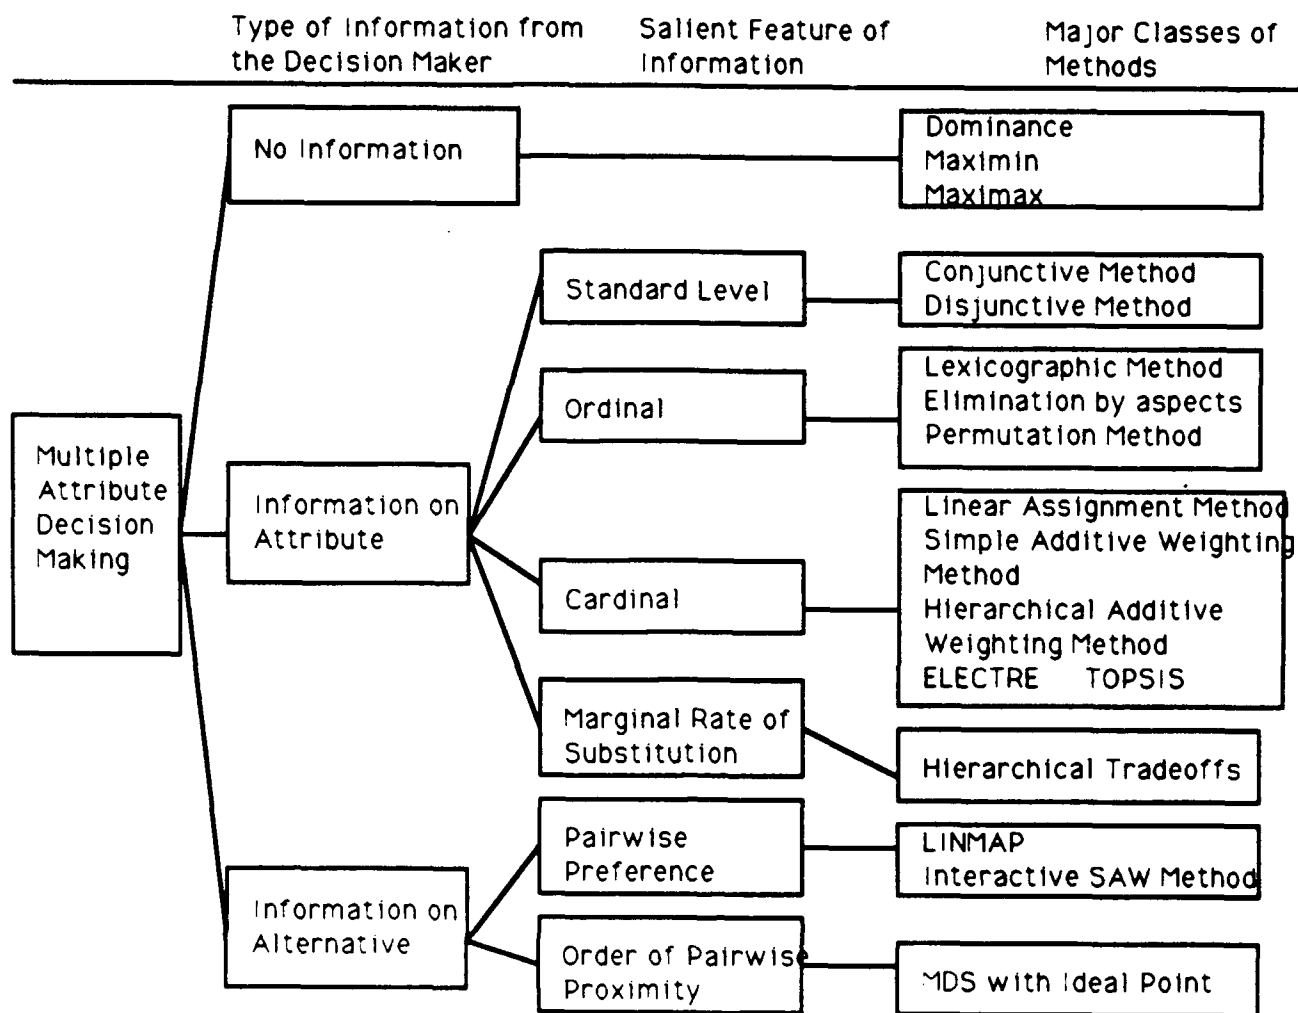 Type of Information from
the Decision Maker
Salient Feature of
Information
Major Classes of
Methods
No Information
Dominance
Maximin
Maximax
Standard Level
Conjunctive Method
Disjunctive Method
Ordinal
Lexicographic Method
Elimination by aspects
Permutation Method
Multiple
Attribute
Decision
Making
Information on
Attribute
Cardinal
Linear Assignment Method
Simple Additive Weighting
Method
Hierarchical Additive
Weighting Method
ELECTRE TOPSIS
Marginal Rate of
Substitution
Hierarchical Tradeoffs
Information on
Alternative
Pairwise
Preference
LINMAP
Interactive SAW Method
Order of Pairwise
Proximity
MDS with Ideal Point